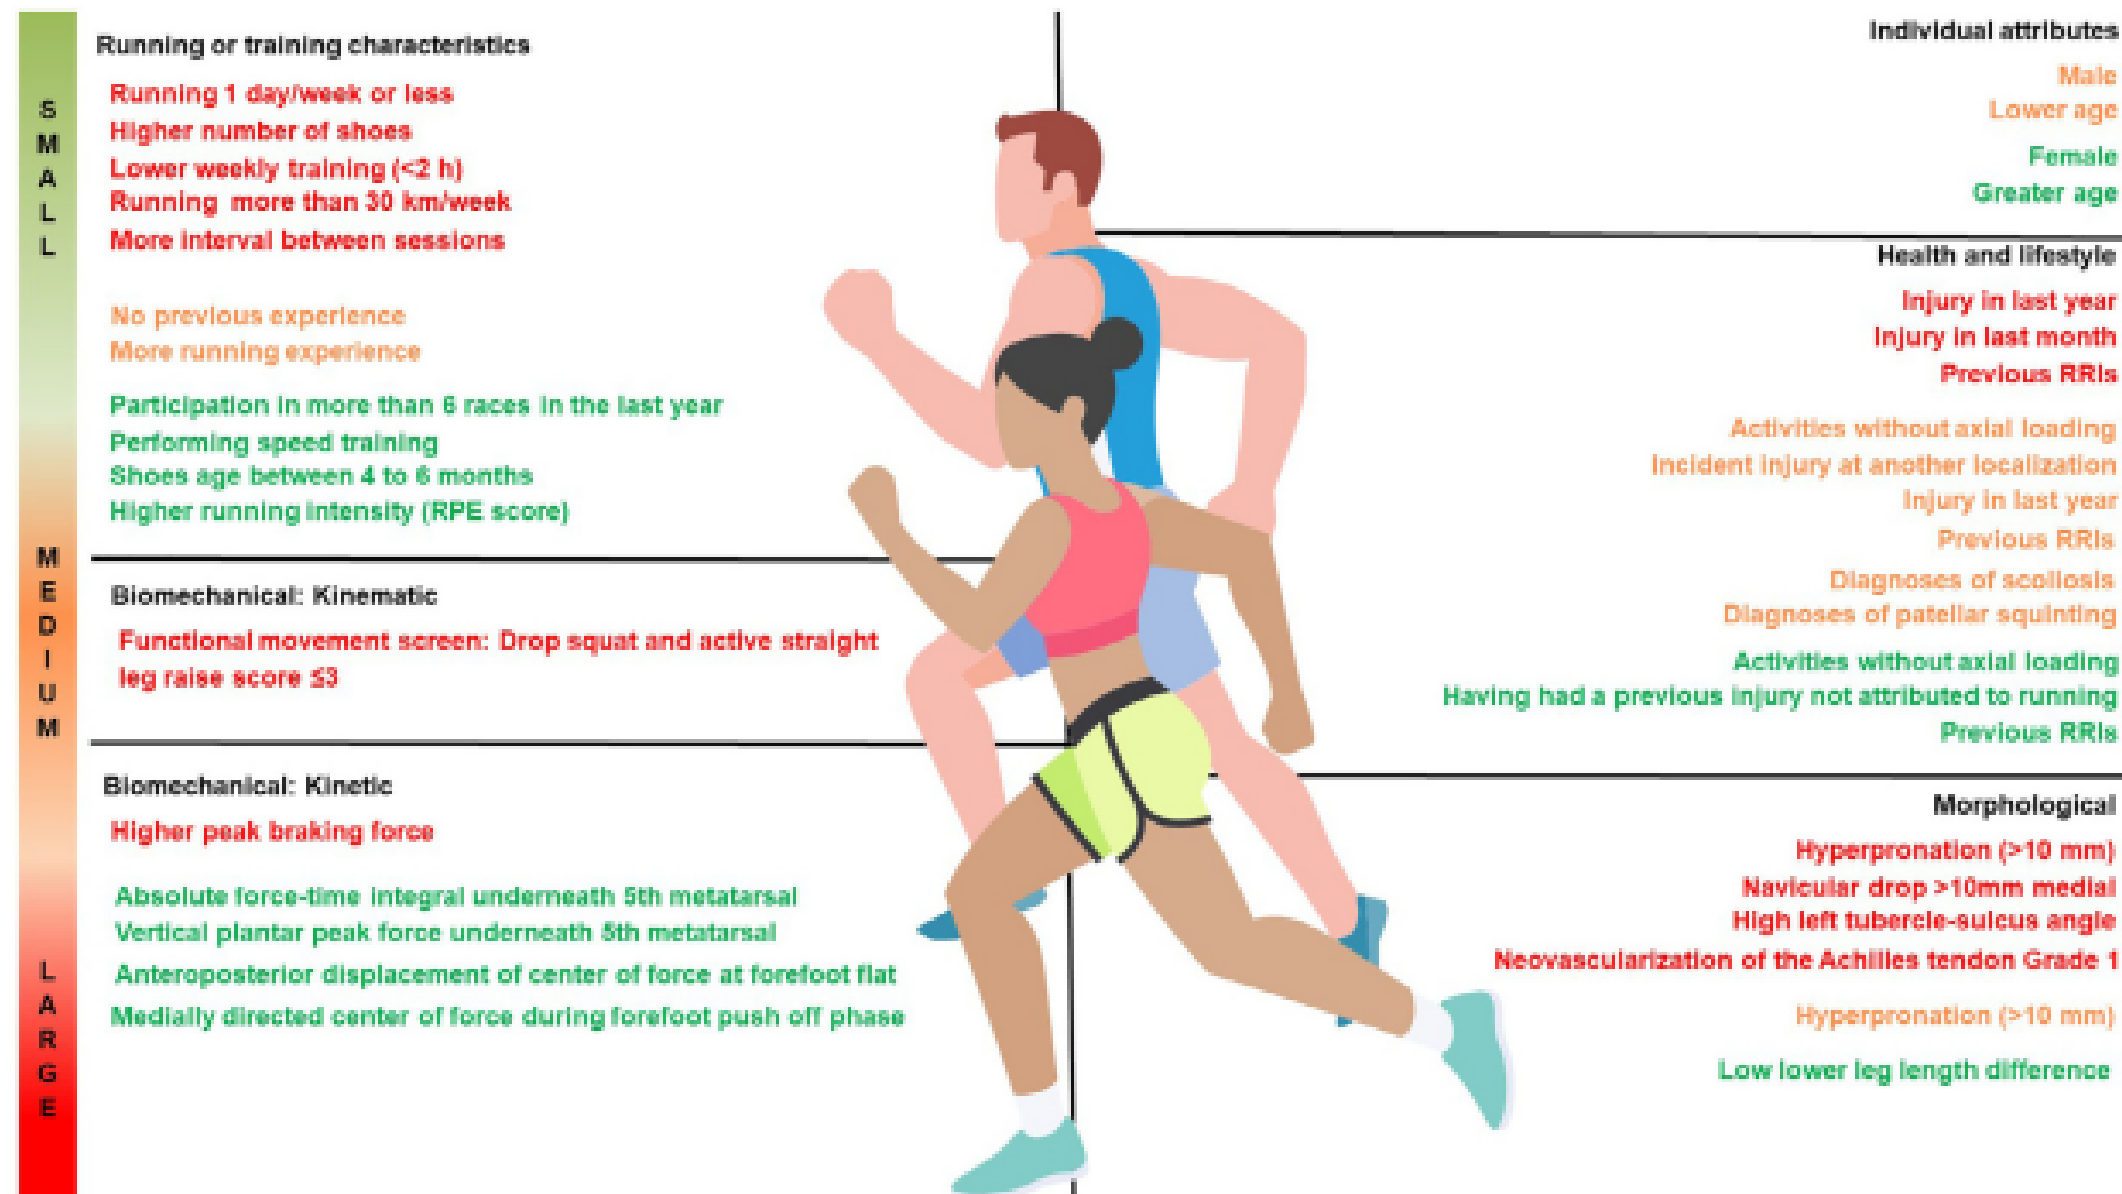 SMALL
MEDIUM
LARGE
Running or training characteristics
Running 1 day/week or less
Higher number of shoes
Lower weekly training (<2 h)
Running more than 30 km/week
More interval between sessions
No previous experience
More running experience
Participation in more than 6 races in the last year
Performing speed training
Shoes age between 4 to 6 months
Higher running intensity (RPE score)
Biomechanical: Kinematic
Functional movement screen: Drop squat and active straight
leg raise score ≤3
Biomechanical: Kinetic
Higher peak braking force
Absolute force-time integral underneath 5th metatarsal
Vertical plantar peak force underneath 5th metatarsal
Anteroposterior displacement of center of force at forefoot flat
Medially directed center of force during forefoot push off phase
Individual attributes
Male
Lower age
Female
Greater age
Health and lifestyle
Injury in last year
Injury in last month
Previous RRIs
Activities without axial loading
Incident injury at another localization
Injury in last year
Previous RRIs
Diagnoses of scoliosis
Diagnoses of patellar squinting
Activities without axial loading
Having had a previous injury not attributed to running
Previous RRIs
Morphological
Hyperpronation (>10 mm)
Navicular drop >10mm medial
High left tubercle-sulcus angle
Neovascularization of the Achilles tendon Grade 1
Hyperpronation (>10 mm)
Low lower leg length difference